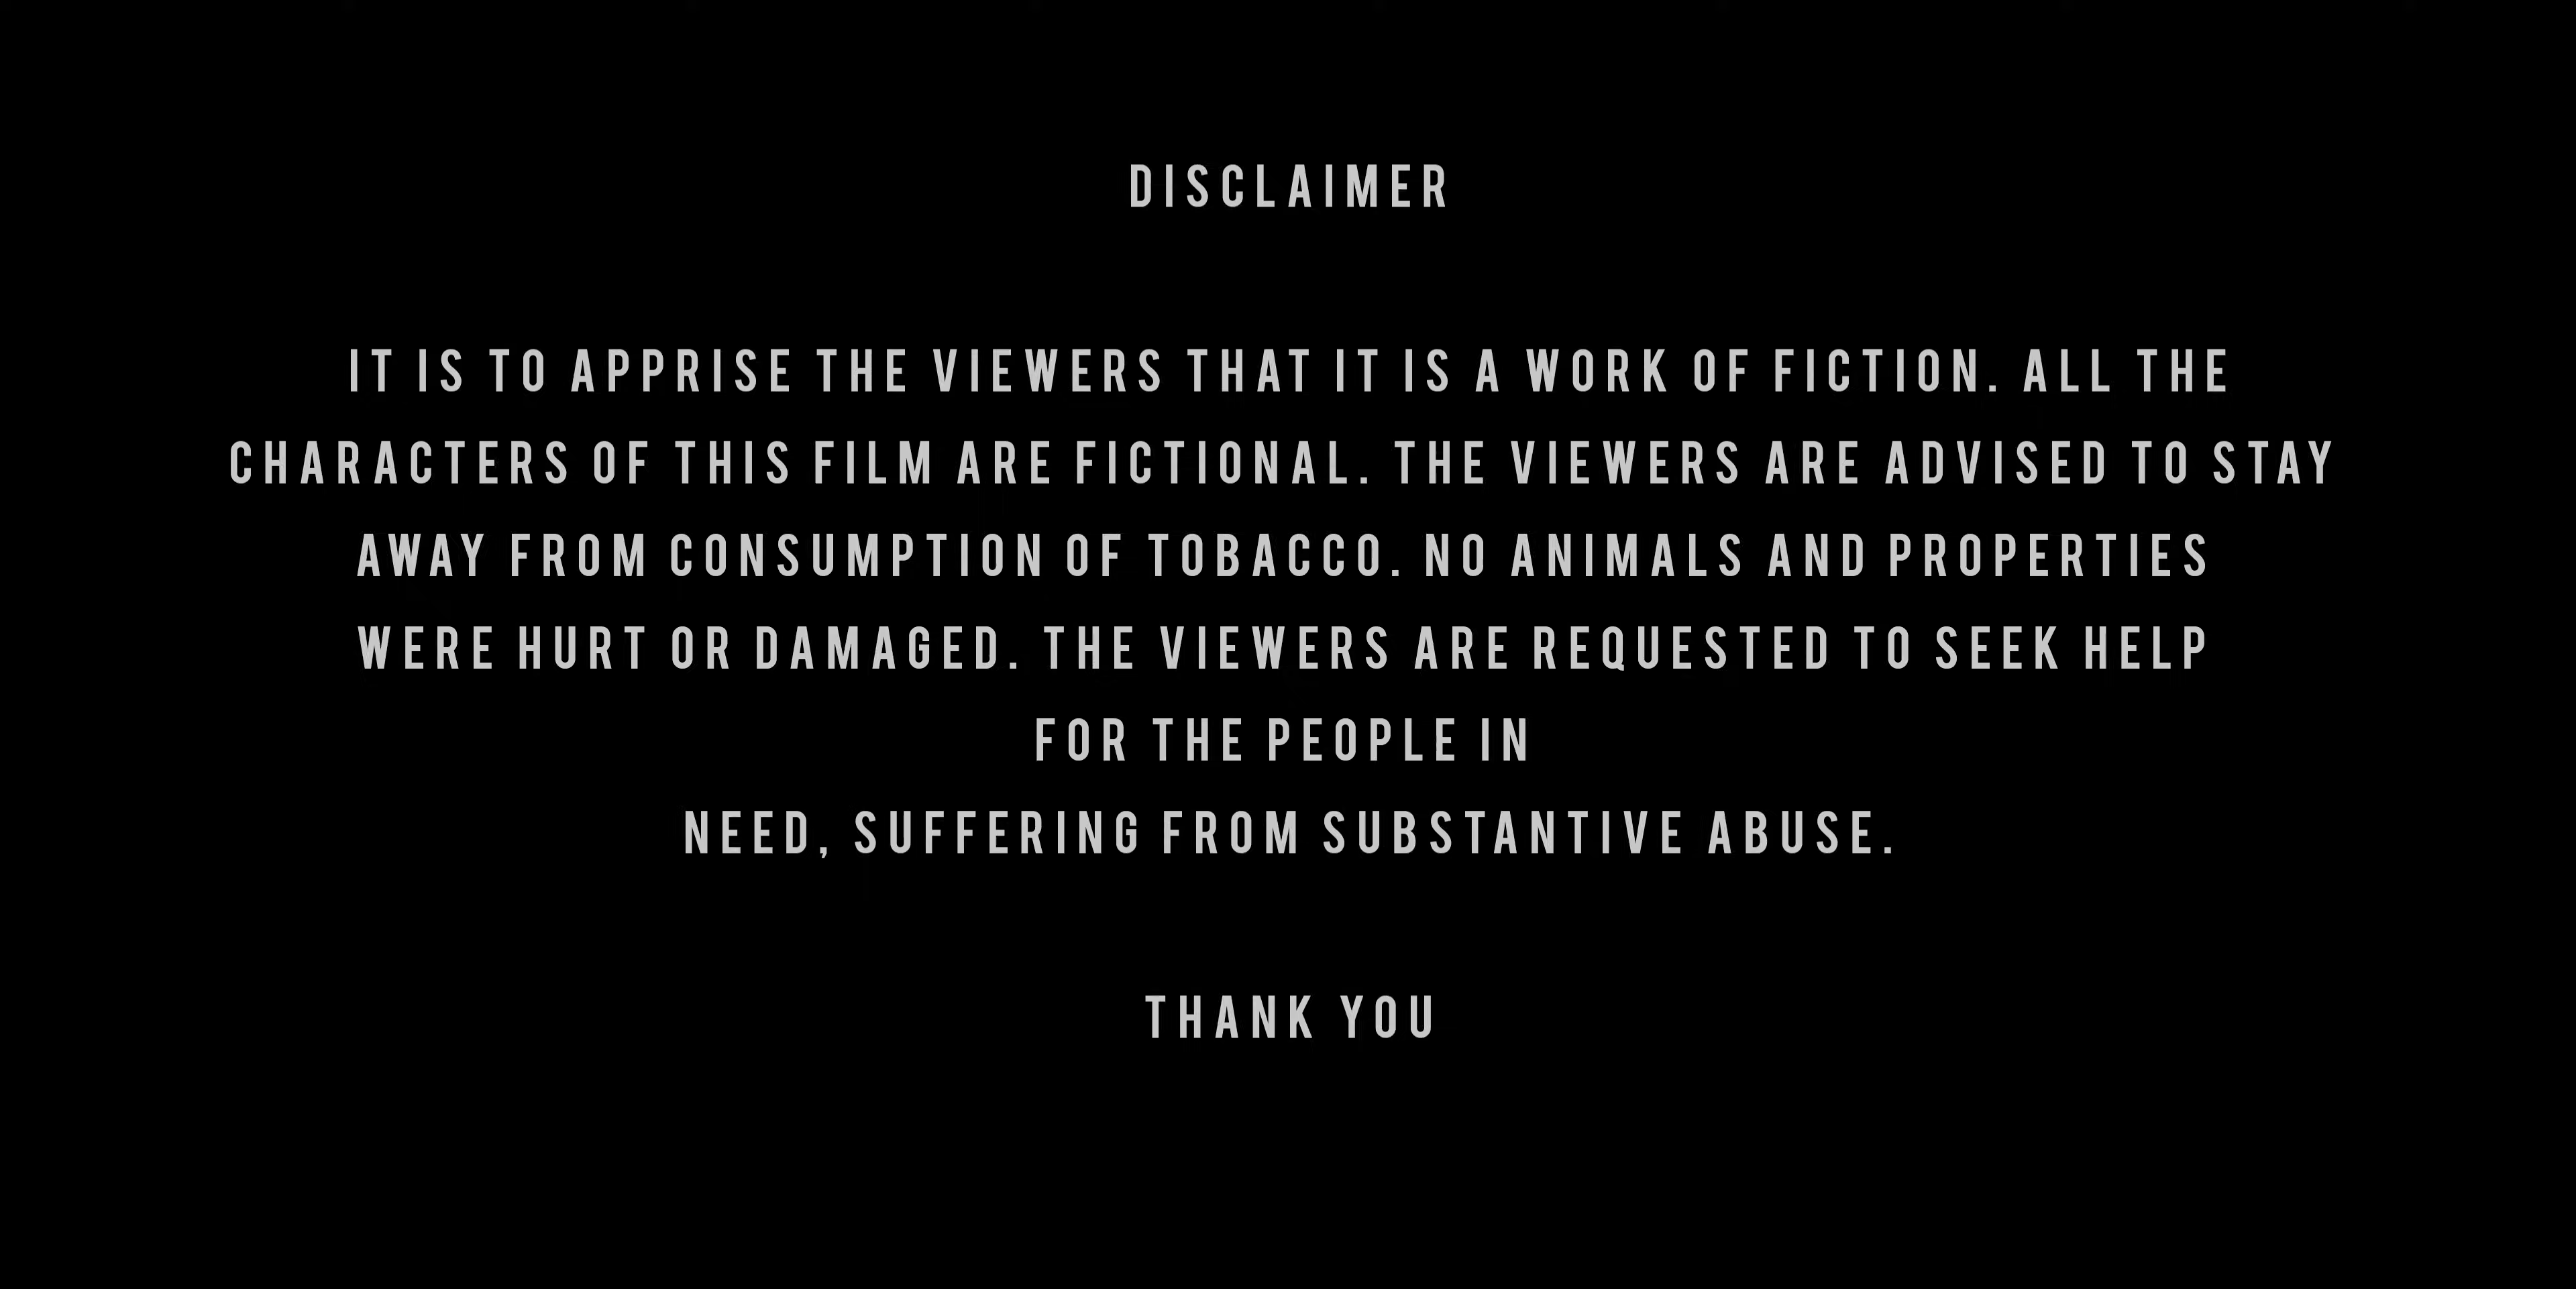 DISCLAIMER
IT IS TO APPRISE THE VIEWERS THAT IT IS A WORK OF FICTION. ALL THE
CHARACTERS OF THIS FILM ARE FICTIONAL. THE VIEWERS ARE ADVISED TO STAY
AWAY FROM CONSUMPTION OF TOBACCO. NO ANIMALS AND PROPERTIES
WERE HURT OR DAMAGED. THE VIEWERS ARE REQUESTED TO SEEK HELP
FOR THE PEOPLE IN
NEED, SUFFERING FROM SUBSTANTIVE ABUSE.
THANK YOU